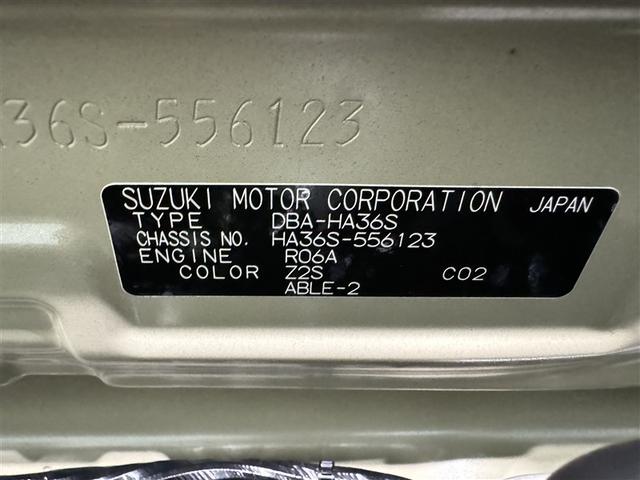 A36S-556123
SUZUKI MOTOR CORPORATION JAPAN
TYPE DBA-HA36S
CHASSIS NO. HA36S-556123
ENGINE R06A
COLOR Z2S C02
ABLE-2